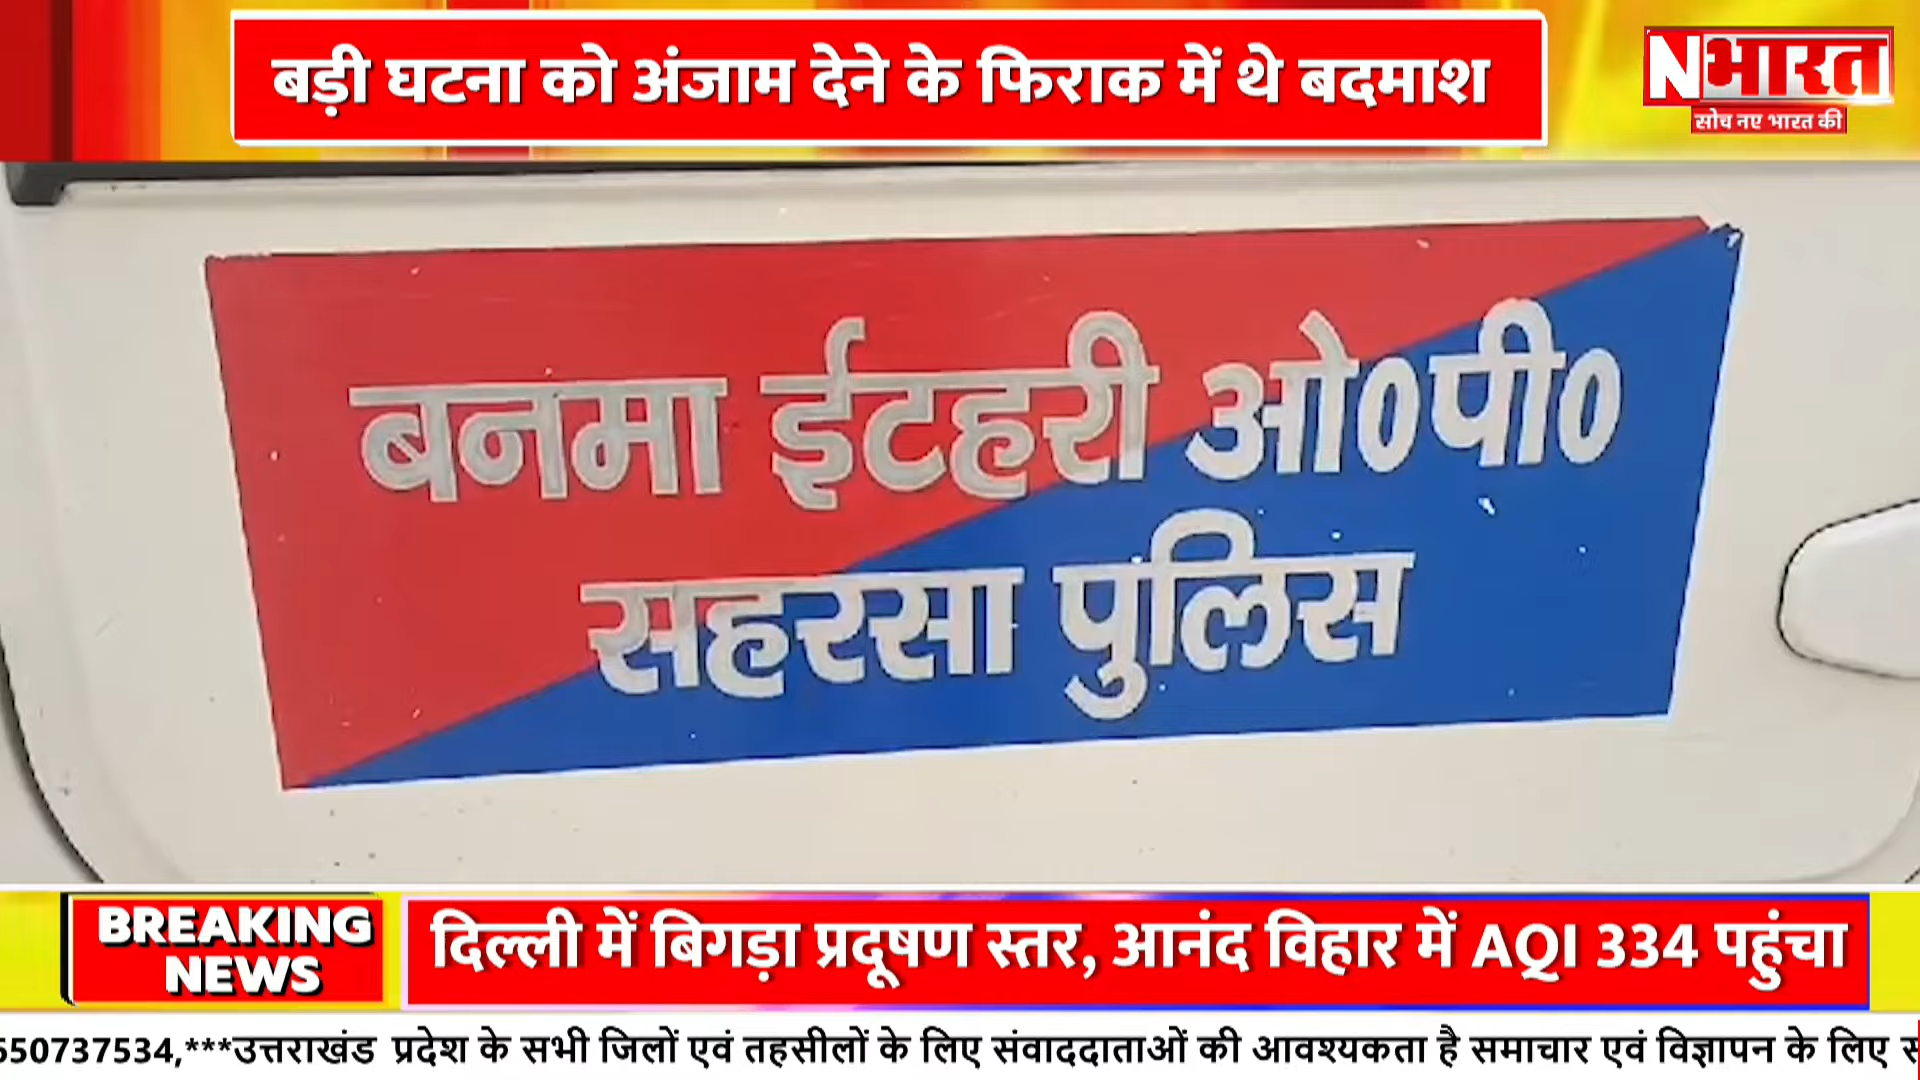 बड़ी घटना को अंजाम देने के फिराक में थे बदमाश
Nभारत
सोच नए भारत की
बनमा ईटहरी ओ०पी०
सहरसा पुलिस
BREAKING
NEWS
दिल्ली में बिगड़ा प्रदूषण स्तर, आनंद विहार में AQI 334 पहुंचा
550737534,***उत्तराखंड प्रदेश के सभी जिलों एवं तहसीलों के लिए संवाददाताओं की आवश्यकता है समाचार एवं विज्ञापन के लिए